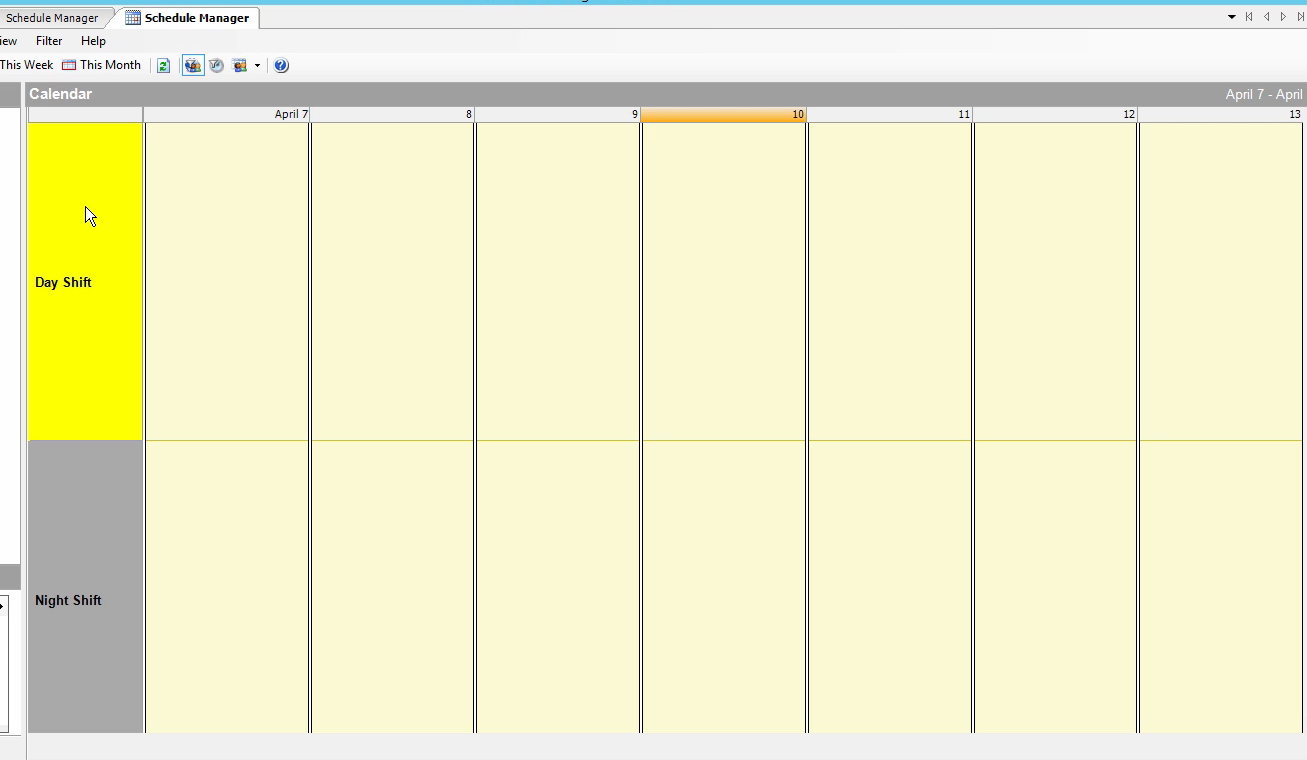 Schedule Manager Schedule Manager
iew Filter Help
This Week This Month
Calendar April 7 - April
April 7 8 9 10 11 12 13
Day Shift
Night Shift